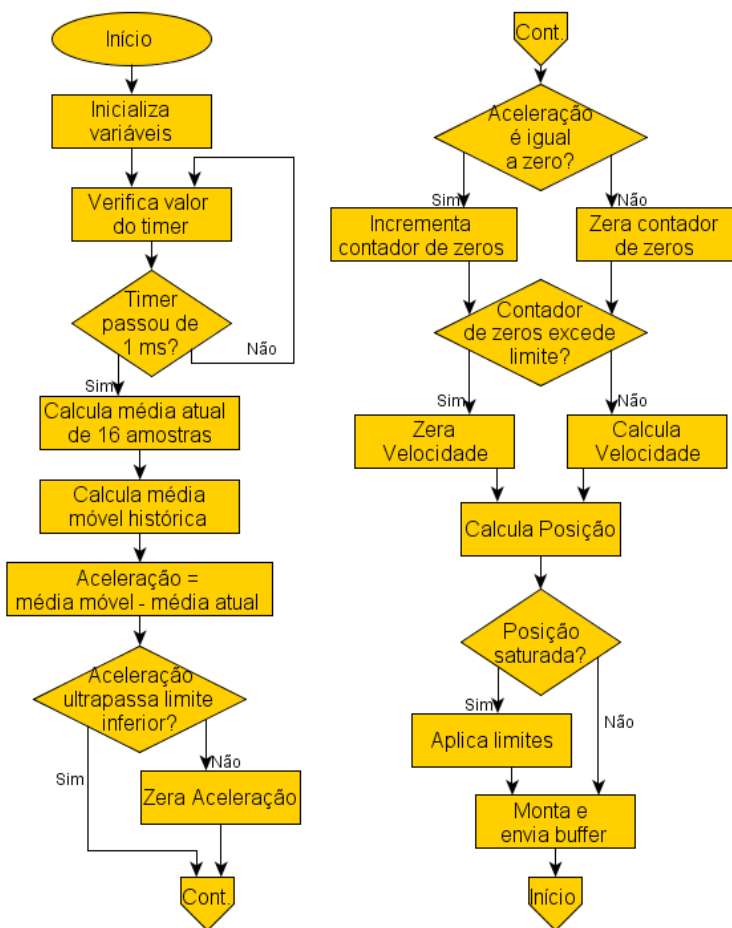 Início
Inicializa
variáveis
Verifica valor
do timer
Timer
passou de
1 ms?
Não
Sim
Calcula média atual
de 16 amostras
Calcula média
móvel histórica
Aceleração =
média móvel - média atual
Aceleração
ultrapassa limite
inferior?
Sim
Não
Zera Aceleração
Cont.
Cont.
Aceleração
é igual
a zero?
Sim
Não
Incrementa
contador de zeros
Zera contador
de zeros
Contador
de zeros excede
limite?
Sim
Não
Zera
Velocidade
Calcula
Velocidade
Calcula Posição
Posição
saturada?
Sim
Não
Aplica limites
Monta e
envia buffer
Início